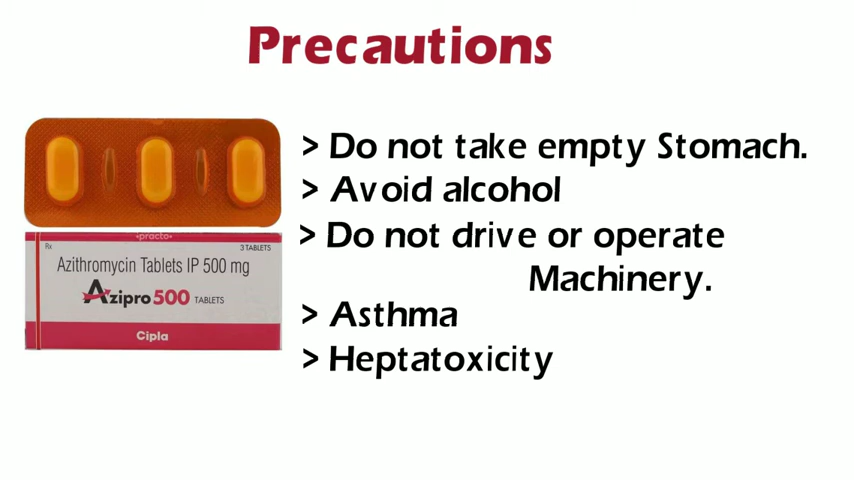 Precautions
> Do not take empty Stomach.
> Avoid alcohol
> Do not drive or operate
Machinery.
> Asthma
> Heptatoxicity
•practo•
Rx
3 TABLETS
Azithromycin Tablets IP 500 mg
Azipro 500 TABLETS
Cipla